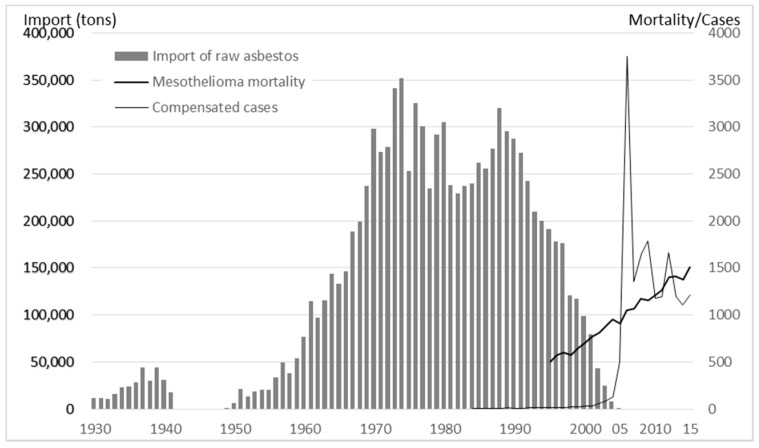 Import (tons) Mortality/Cases
400,000 4000
350,000 3500
300,000 3000
250,000 2500
200,000 2000
150,000 1500
100,000 1000
50,000 500
0 0
Import of raw asbestos
Mesothelioma mortality
Compensated cases
1930 1940 1950 1960 1970 1980 1990 2000 05 2010 15